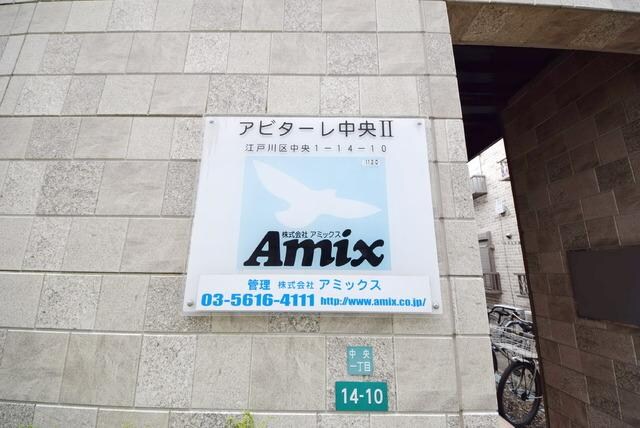 アビターレ中央II
江戸川区中央1-14-10
1120
株式会社 アミックス
Amix
管理 株式会社 アミックス
03-5616-4111 http://www.amix.co.jp/
中央
一丁目
14-10